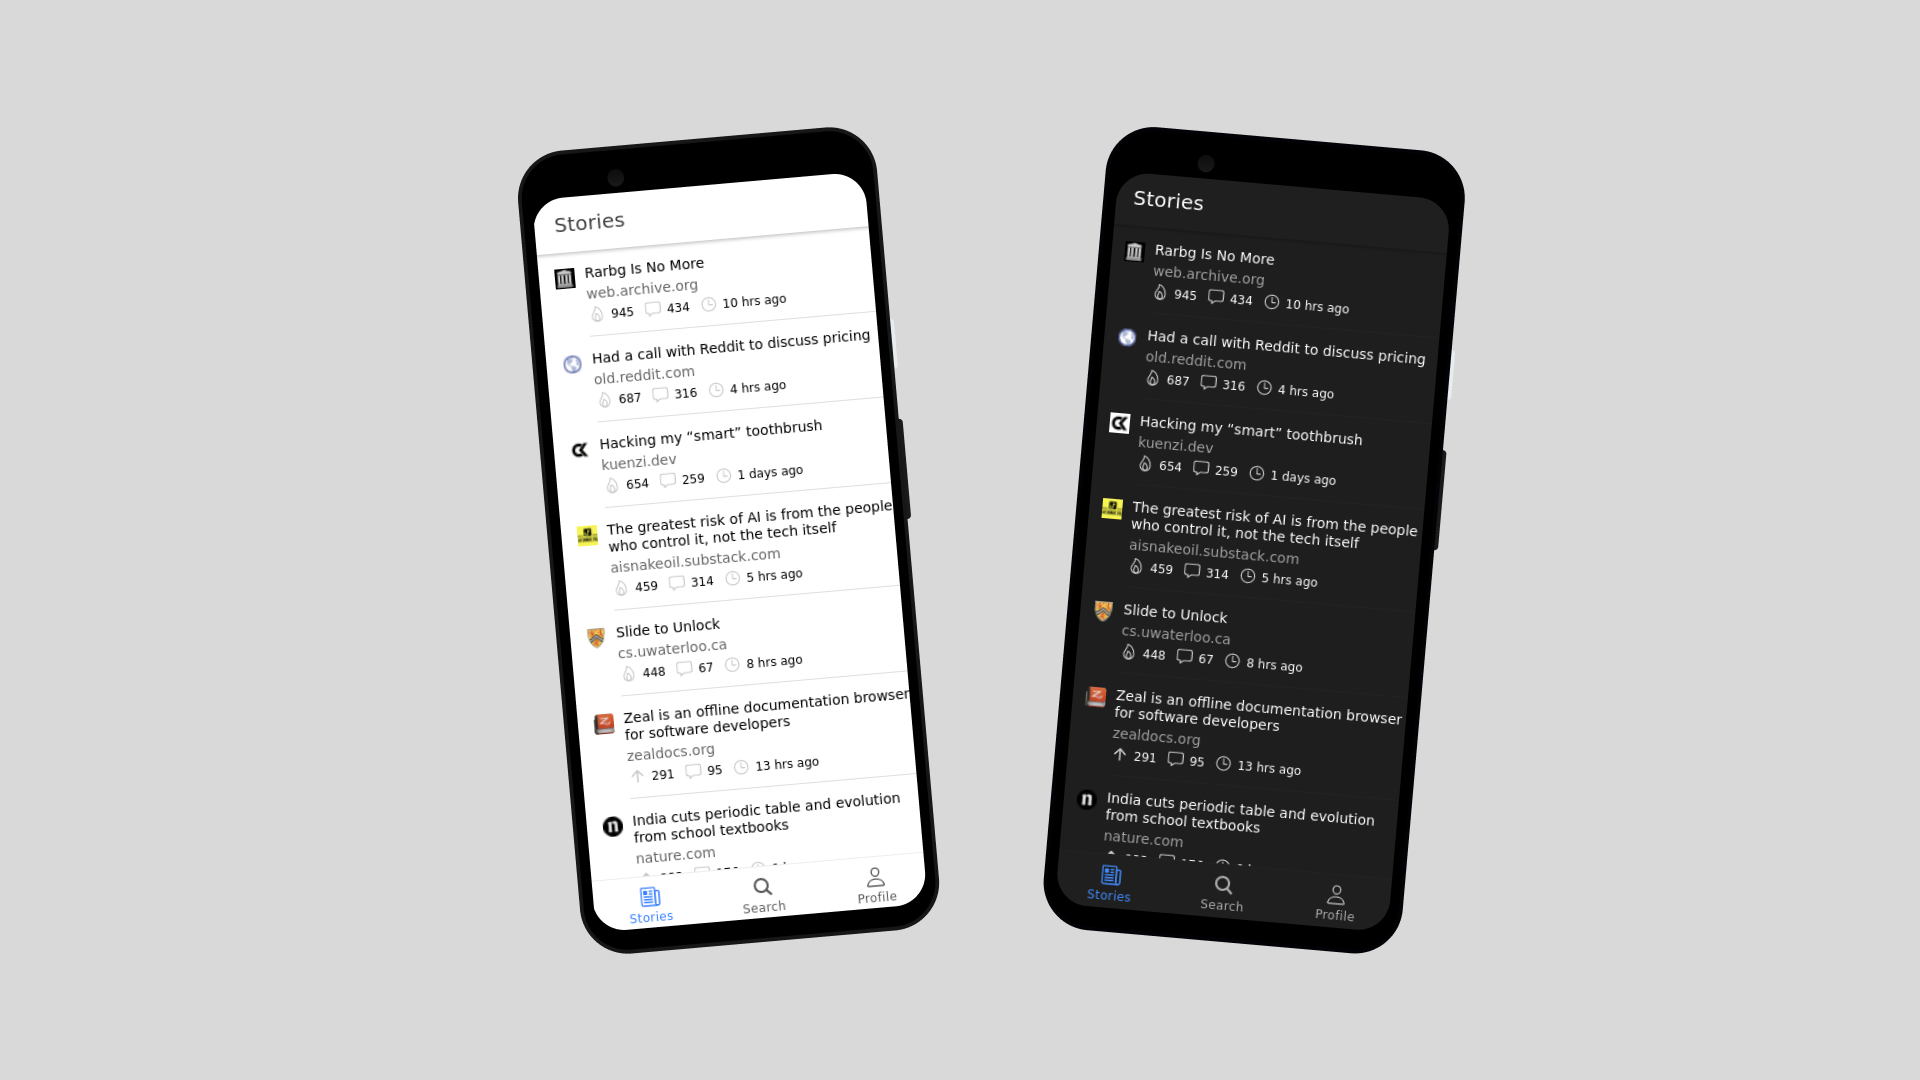 Stories
Rarbg Is No More
web.archive.org
945 434 10 hrs ago
Had a call with Reddit to discuss pricing
old.reddit.com
687 316 4 hrs ago
Hacking my “smart” toothbrush
kuenzi.dev
654 259 1 days ago
The greatest risk of AI is from the people
who control it, not the tech itself
aisnakeoil.substack.com
459 314 5 hrs ago
Slide to Unlock
cs.uwaterloo.ca
448 67 8 hrs ago
Zeal is an offline documentation browser
for software developers
zealdocs.org
291 95 13 hrs ago
n
India cuts periodic table and evolution
from school textbooks
nature.com
Stories Search Profile
Stories
Rarbg Is No More
web.archive.org
945 434 10 hrs ago
Had a call with Reddit to discuss pricing
old.reddit.com
687 316 4 hrs ago
Hacking my “smart” toothbrush
kuenzi.dev
654 259 1 days ago
The greatest risk of AI is from the people
who control it, not the tech itself
aisnakeoil.substack.com
459 314 5 hrs ago
Slide to Unlock
cs.uwaterloo.ca
448 67 8 hrs ago
Zeal is an offline documentation browser
for software developers
zealdocs.org
291 95 13 hrs ago
n
India cuts periodic table and evolution
from school textbooks
nature.com
Stories Search Profile